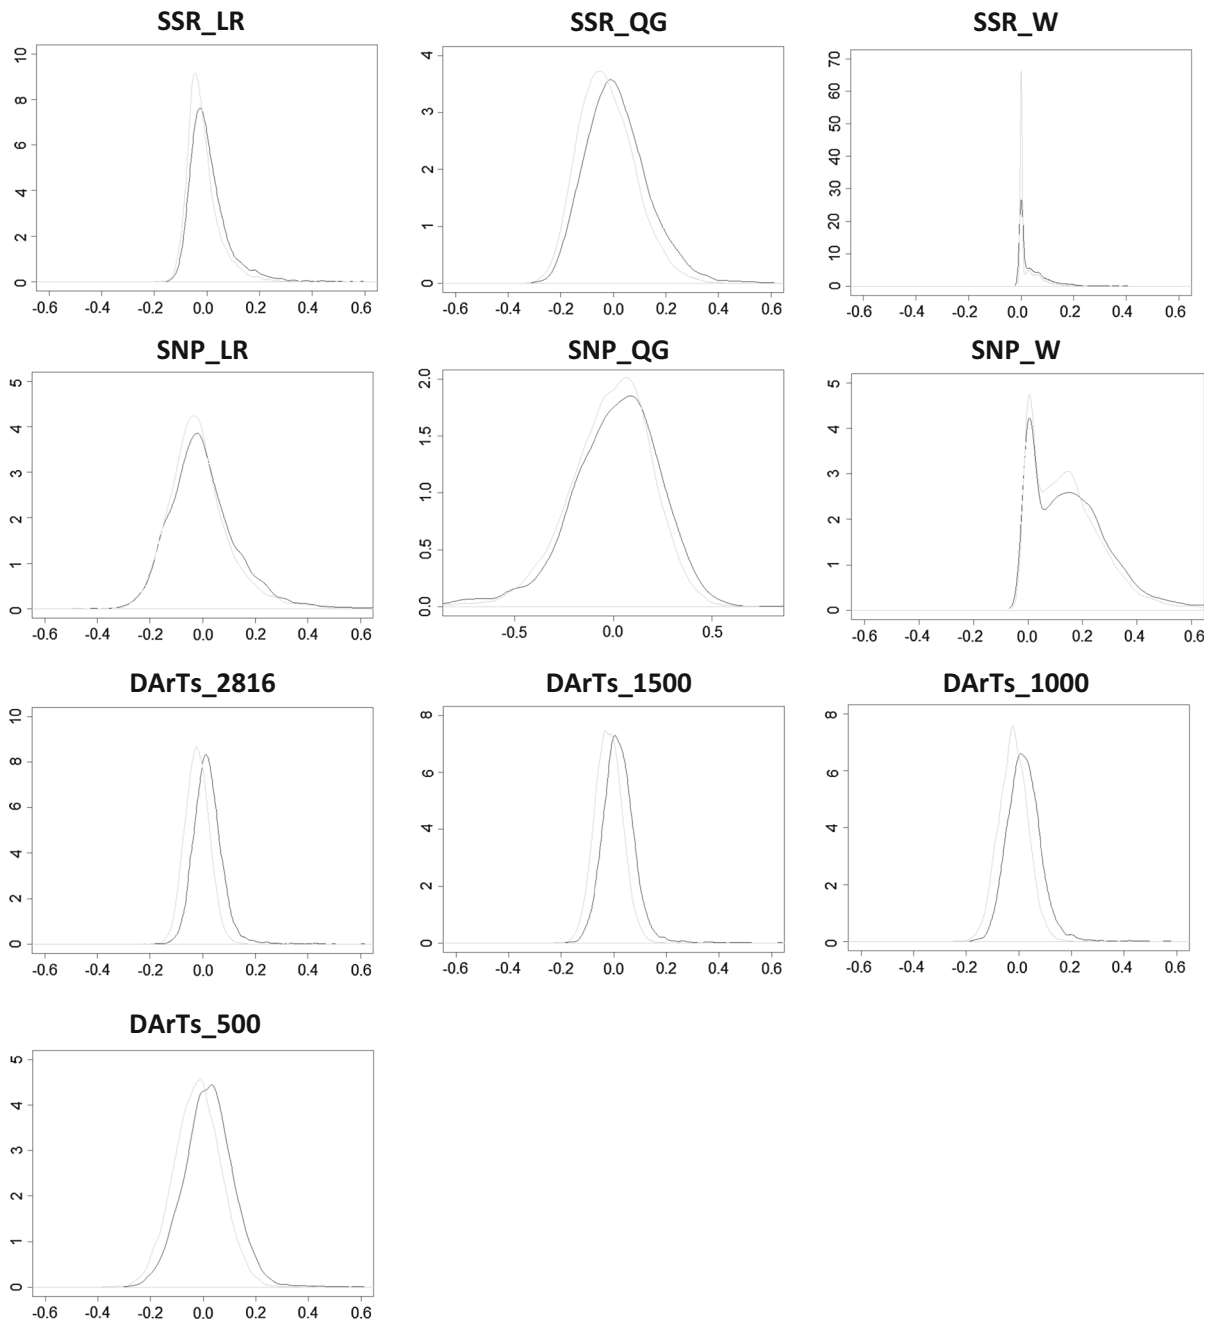 SSR_LR SSR_QG SSR_W
10 8 6 4 2 0
-0.6 -0.4 -0.2 0.0 0.2 0.4 0.6
4 3 2 1 0
-0.6 -0.4 -0.2 0.0 0.2 0.4 0.6
70 60 50 40 30 20 10 0
-0.6 -0.4 -0.2 0.0 0.2 0.4 0.6
SNP_LR SNP_QG SNP_W
5 4 3 2 1 0
-0.6 -0.4 -0.2 0.0 0.2 0.4 0.6
2.0 1.5 1.0 0.5 0.0
-0.5 0.0 0.5
5 4 3 2 1 0
-0.6 -0.4 -0.2 0.0 0.2 0.4 0.6
DArTs_2816 DArTs_1500 DArTs_1000
10 8 6 4 2 0
-0.6 -0.4 -0.2 0.0 0.2 0.4 0.6
8 6 4 2 0
-0.6 -0.4 -0.2 0.0 0.2 0.4 0.6
8 6 4 2 0
-0.6 -0.4 -0.2 0.0 0.2 0.4 0.6
DArTs_500
5 4 3 2 1 0
-0.6 -0.4 -0.2 0.0 0.2 0.4 0.6